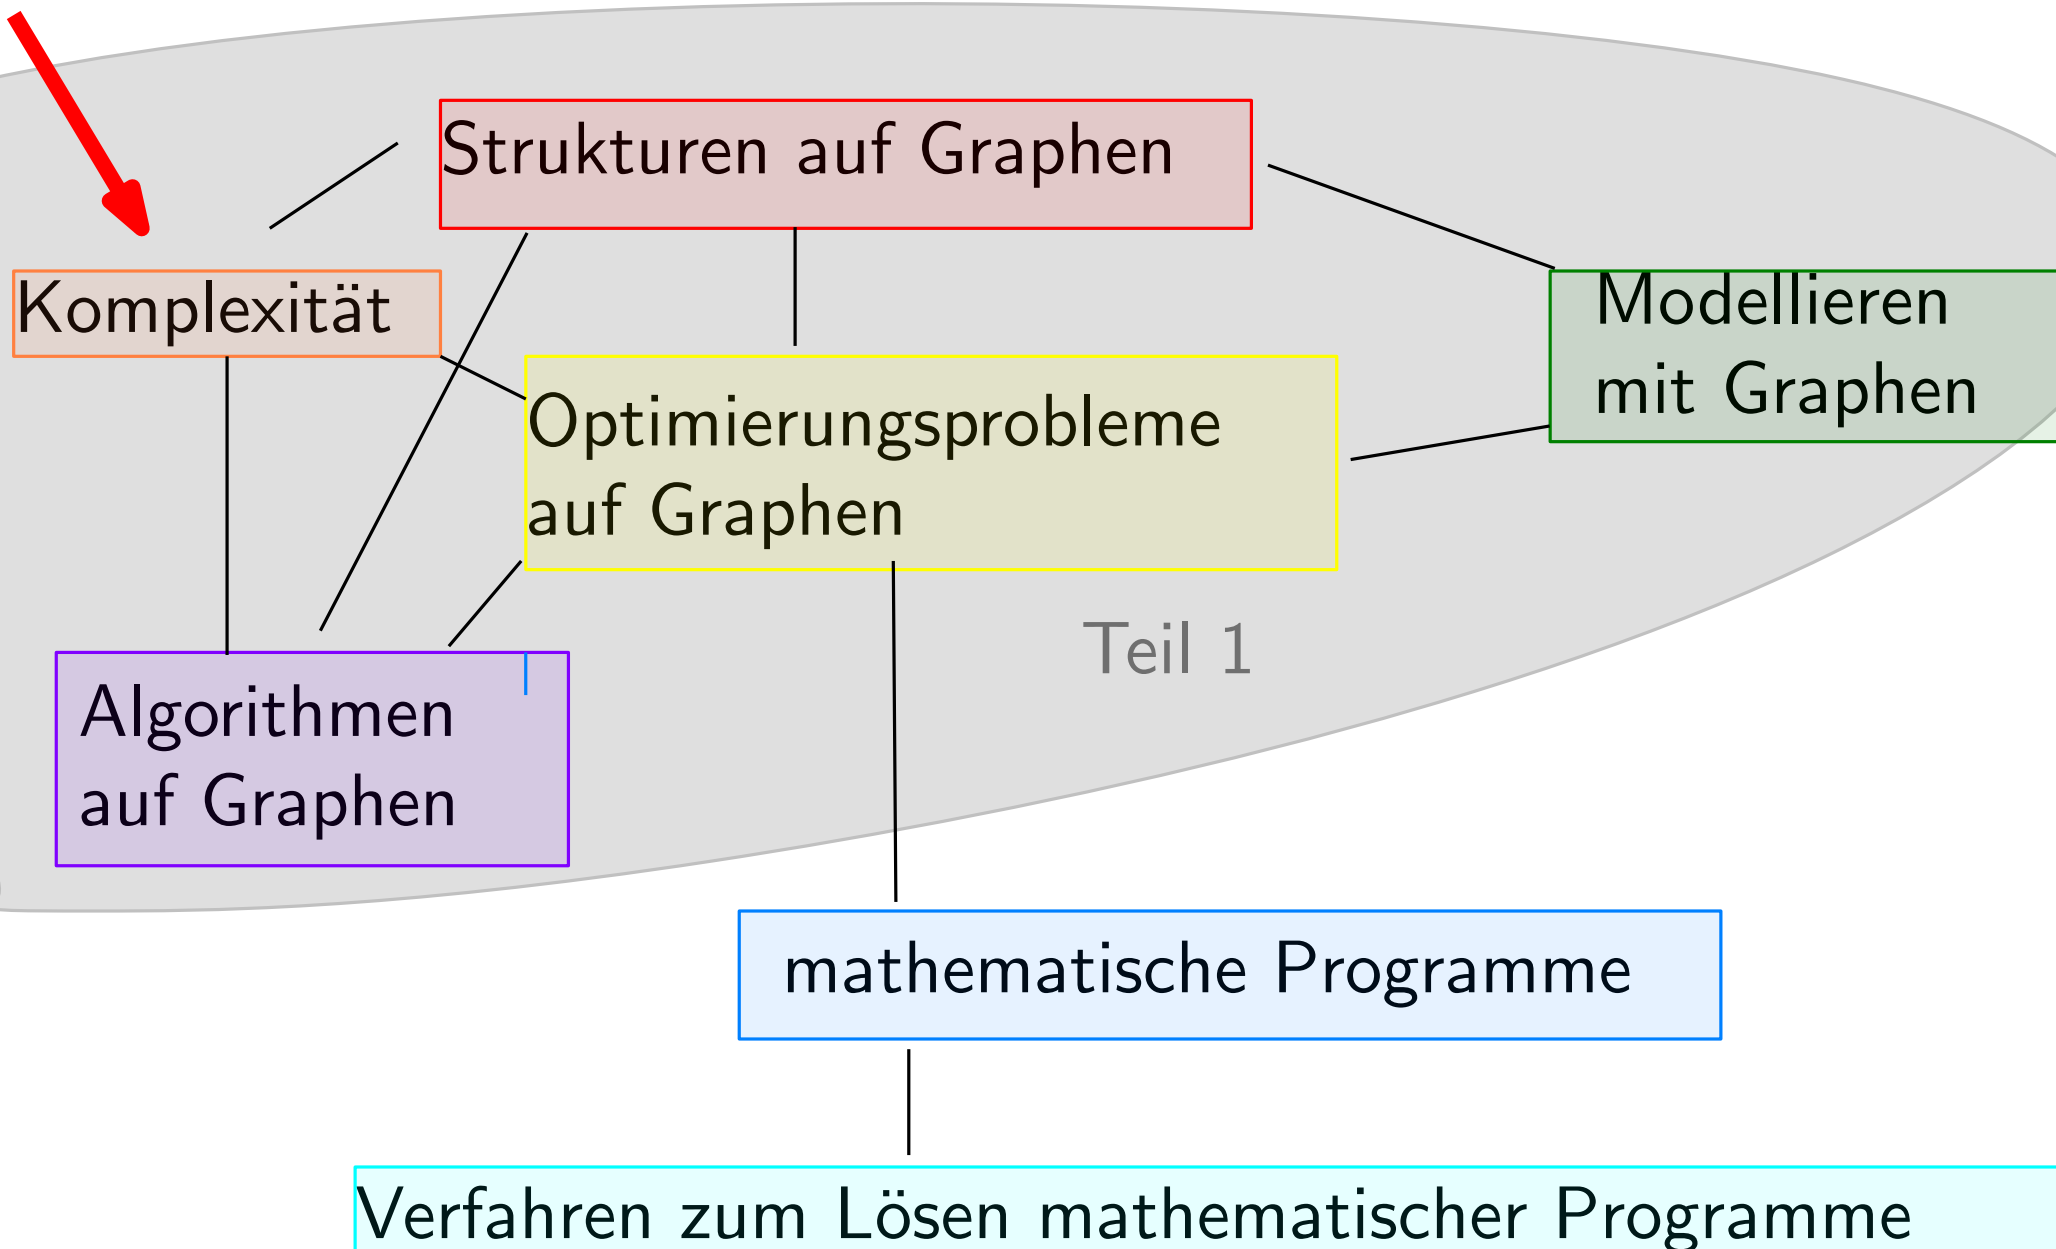 Strukturen auf Graphen
Komplexität
Modellieren
mit Graphen
Optimierungsprobleme
auf Graphen
Teil 1
Algorithmen
auf Graphen
mathematische Programme
Verfahren zum Lösen mathematischer Programme